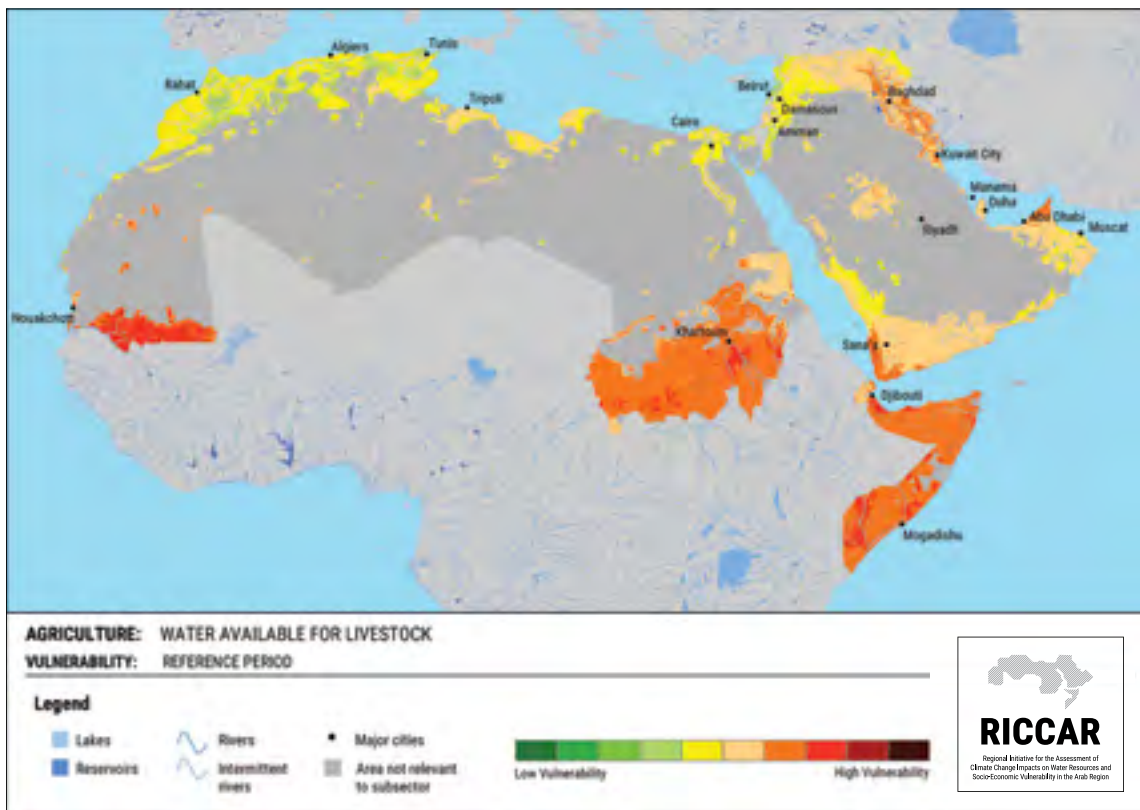 Algiers
Tunis
Rabat
Tripoli
Beirut
Baghdad
Damascus
Cairo
Amman
Kuwait City
Manama
Doha
Abu Dhabi
Riyadh
Muscat
Nouakchott
Khartoum
Sana'a
Djibouti
Mogadishu
AGRICULTURE: WATER AVAILABLE FOR LIVESTOCK
VULNERABILITY: REFERENCE PERIOD
Legend
Lakes
Rivers
Major cities
Reservoirs
Intermittent rivers
Area not relevant to subsector
Low Vulnerability
High Vulnerability
RICCAR
Regional Initiative for the Assessment of
Climate Change Impacts on Water Resources and
Socio-Economic Vulnerability in the Arab Region